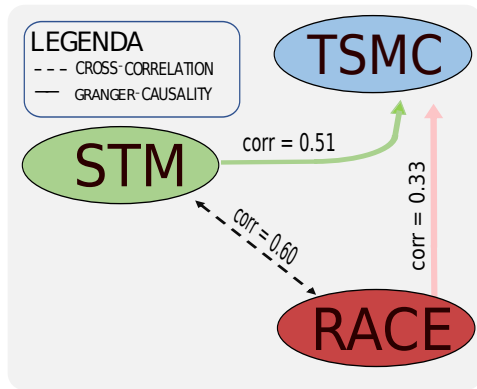 LEGENDA
CROSS-CORRELATION
GRANGER-CAUSALITY
TSMC
STM
corr = 0.51
corr = 0.60
corr = 0.33
RACE